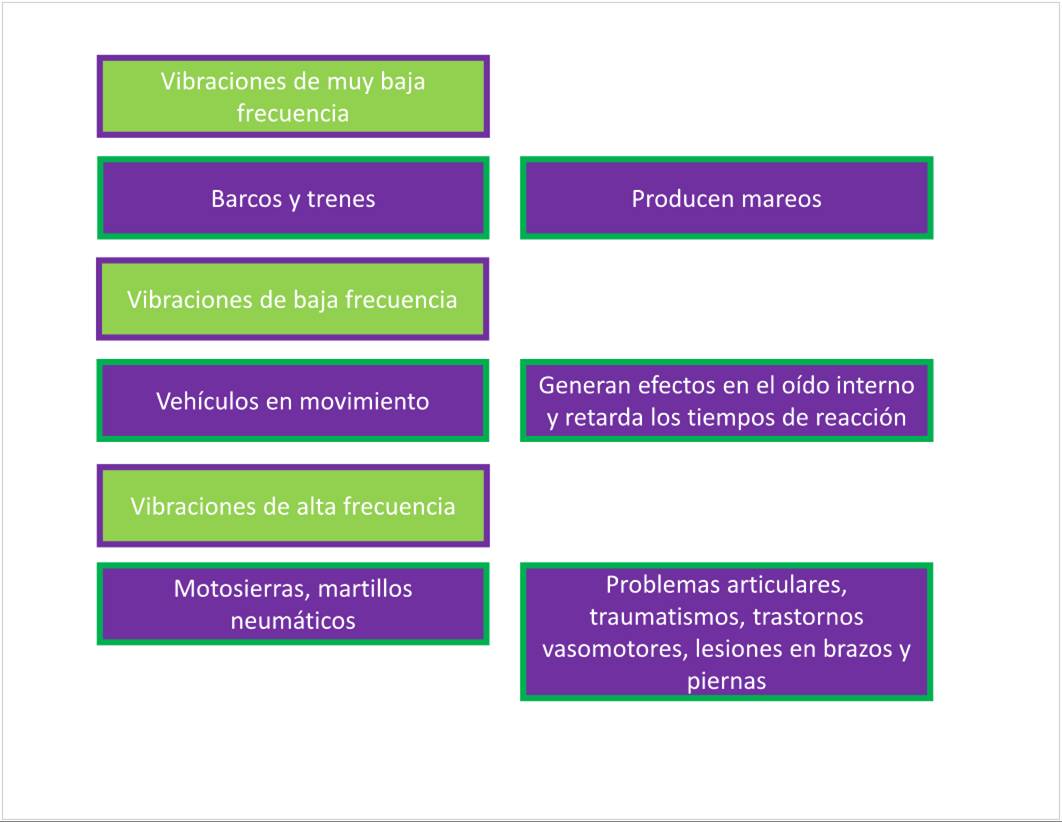 Vibraciones de muy baja
frecuencia
Barcos y trenes
Producen mareos
Vibraciones de baja frecuencia
Vehículos en movimiento
Generan efectos en el oído interno
y retarda los tiempos de reacción
Vibraciones de alta frecuencia
Motosierras, martillos
neumáticos
Problemas articulares,
traumatismos, trastornos
vasomotores, lesiones en brazos y
piernas